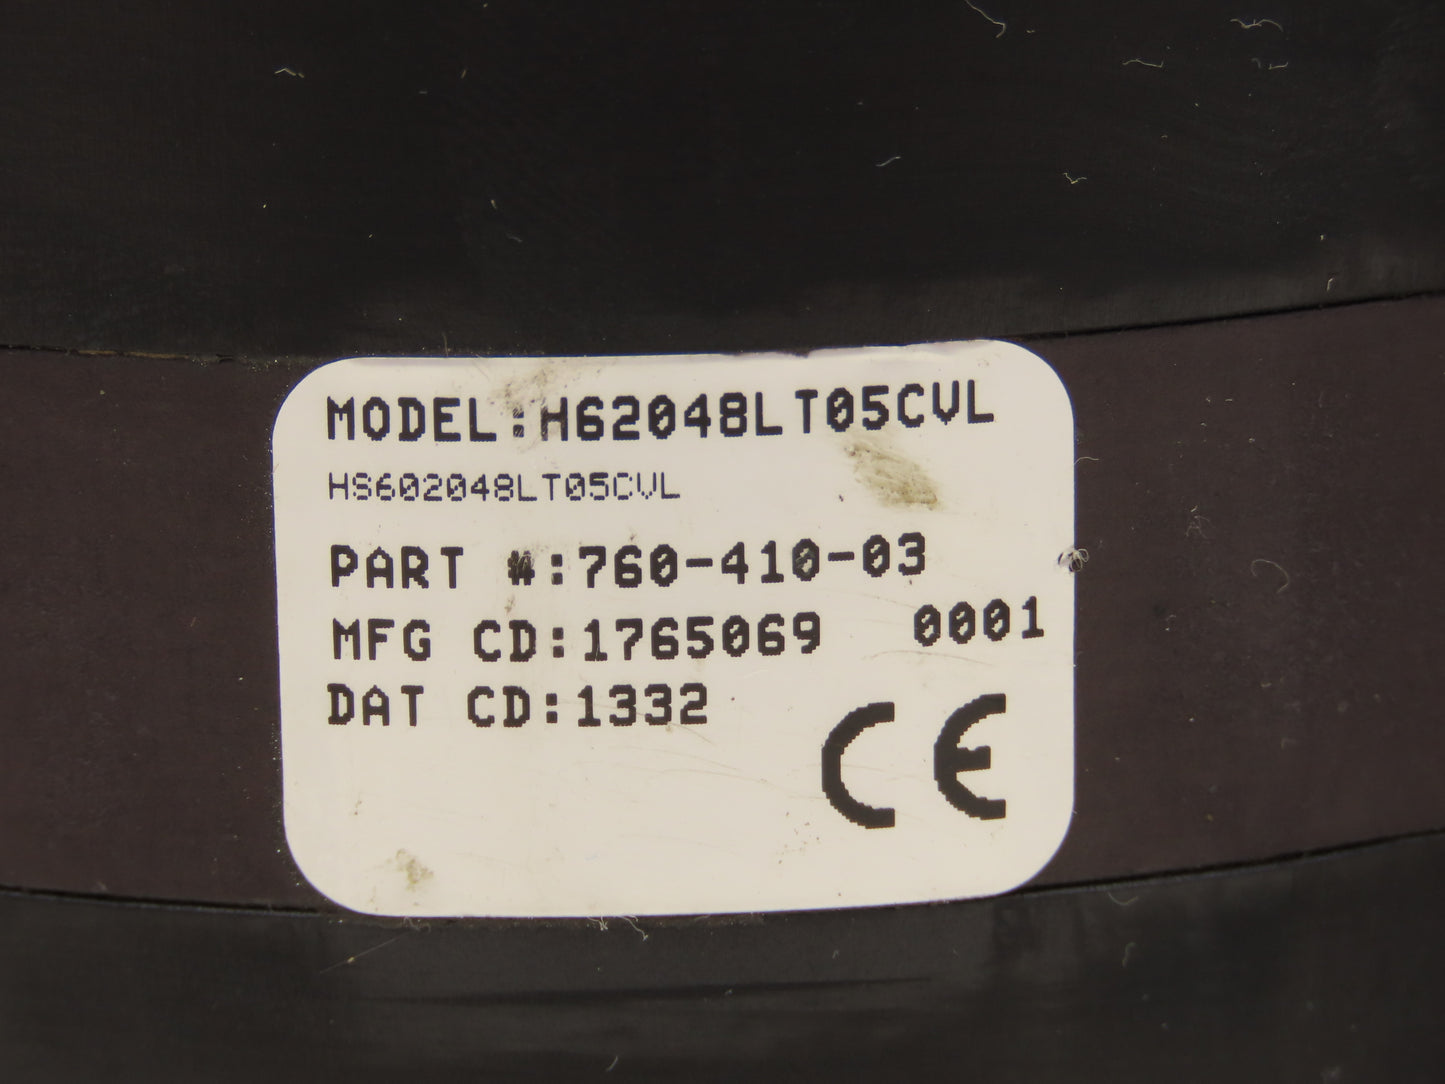 MODEL:H62048LT05CVL
HS602048LT05CVL
PART #:760-410-03
MFG CD:1765069 0001
DAT CD:1332
CE